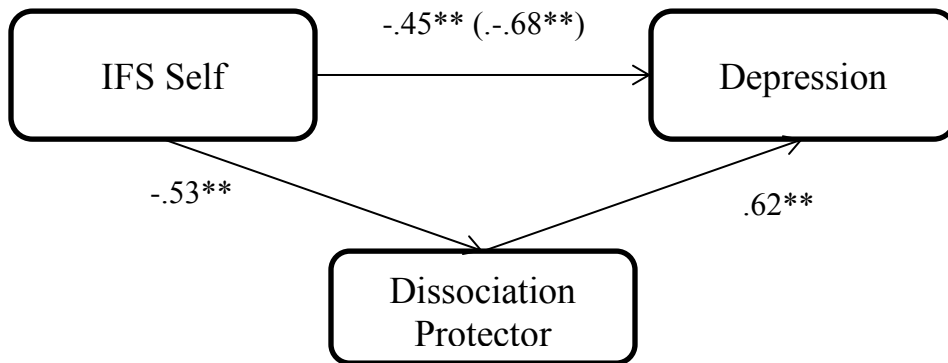 -.45** (.-.68**)
IFS Self
Depression
-.53**
.62**
Dissociation
Protector